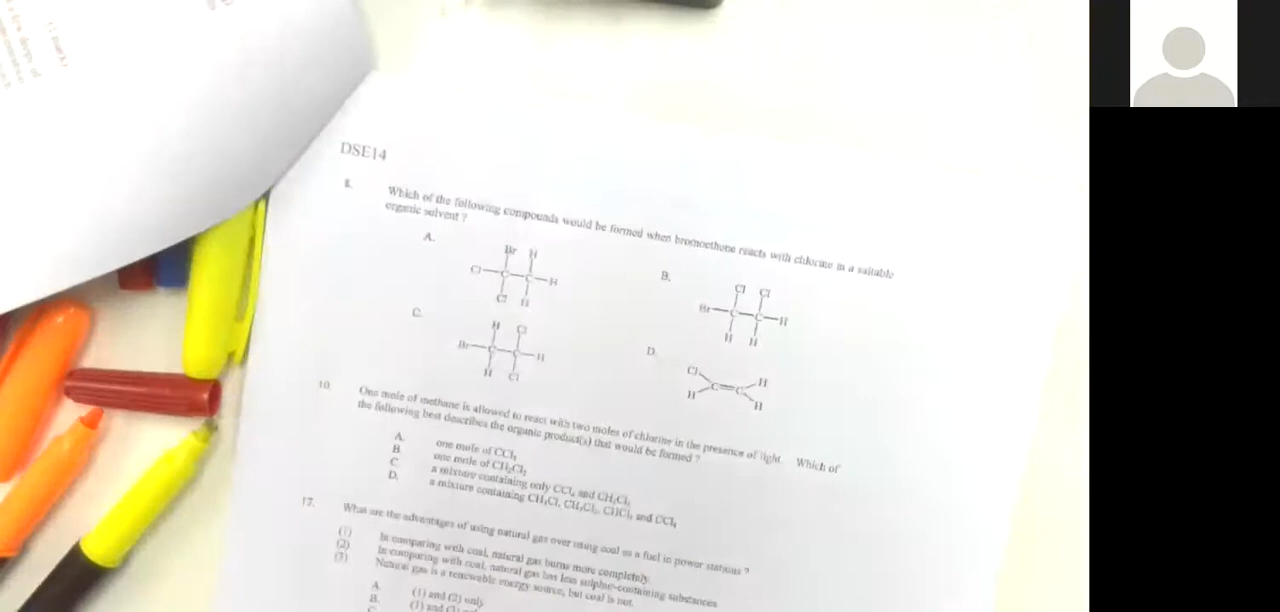 DSE14
8. Which of the following compounds would be formed when bromoethene reacts with chlorine in a suitable
organic solvent ?
A.
Br H
Cl C C H
Cl H
B.
Cl Cl
Br C C H
H H
C.
H Cl
Br C C H
H Cl
D.
Cl H
C C
H H
10. One mole of methane is allowed to react with two moles of chlorine in the presence of light. Which of
the following best describes the organic product(s) that would be formed ?
A. one mole of CCl₄
B. one mole of CH₂Cl₂
C. a mixture containing only CCl₄ and CH₃Cl
D. a mixture containing CH₃Cl, CH₂Cl₂, CHCl₃ and CCl₄
17. What are the advantages of using natural gas over using coal as a fuel in power stations ?
(1) In comparing with coal, natural gas burns more completely.
(2) In comparing with coal, natural gas has less sulphur-containing substances
(3) Natural gas is a renewable energy source, but coal is not.
A. (1) and (2) only
B. (1) and
C.